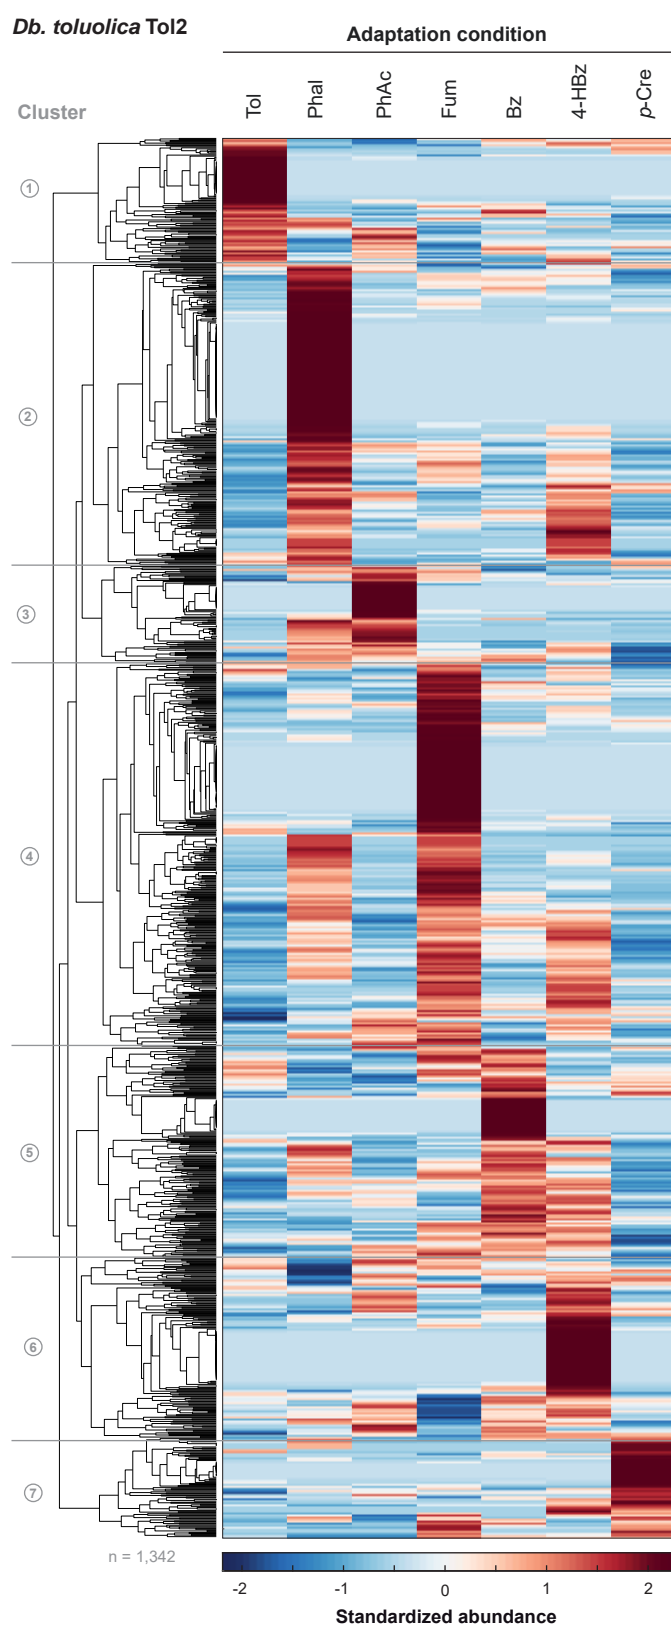 Db. toluolica Tol2
Adaptation condition
Cluster
Tol
Phal
PhAc
Fum
Bz
4-HBz
p-Cre
1
2
3
4
5
6
7
n = 1,342
-2 -1 0 1 2
Standardized abundance